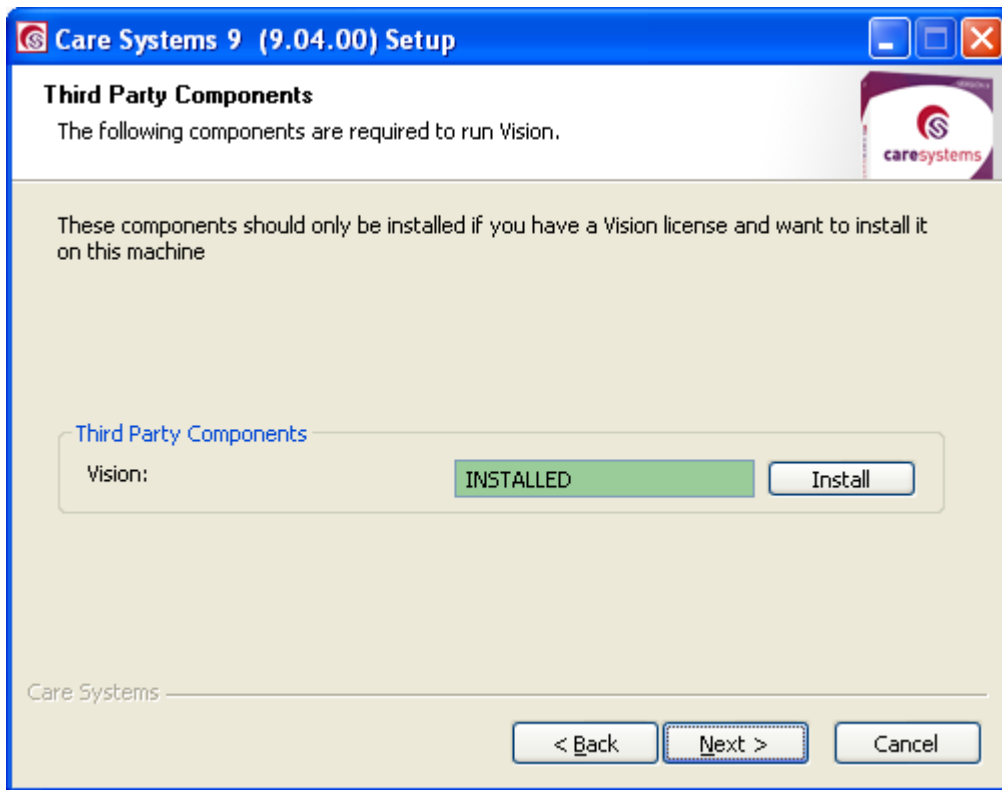 Care Systems 9 (9.04.00) Setup
Third Party Components
The following components are required to run Vision.
caresystems
These components should only be installed if you have a Vision license and want to install it
on this machine
Third Party Components
Vision:
INSTALLED
Install
Care Systems
< Back
Next >
Cancel